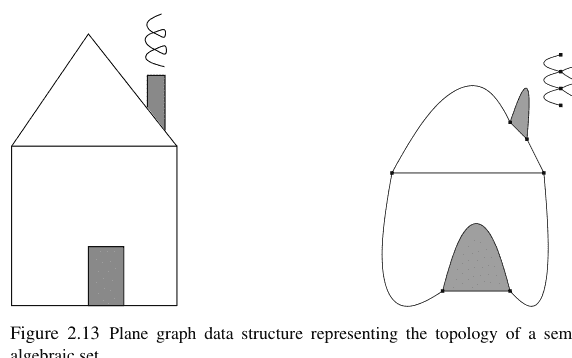 Figure 2.13 Plane graph data structure representing the topology of a sem
algebraic set